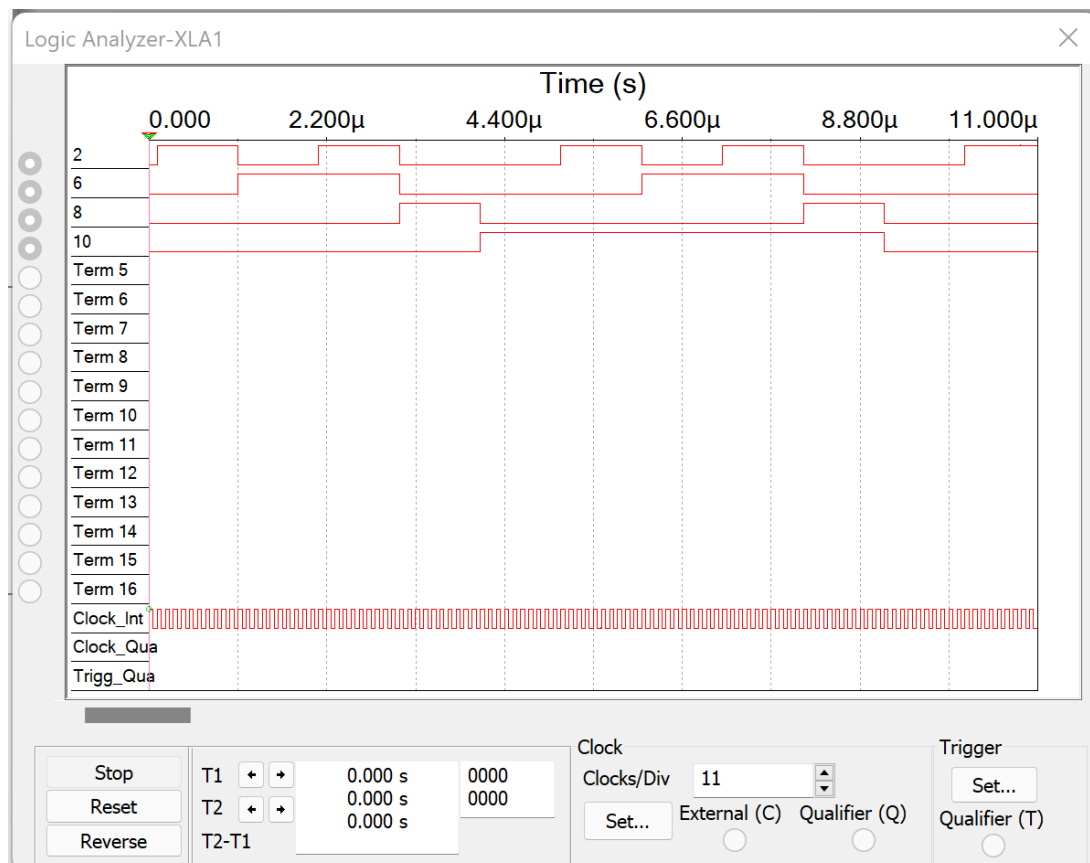 Logic Analyzer-XLA1
Time (s)
0.000 2.200µ 4.400µ 6.600µ 8.800µ 11.000µ
2
6
8
10
Term 5
Term 6
Term 7
Term 8
Term 9
Term 10
Term 11
Term 12
Term 13
Term 14
Term 15
Term 16
Clock_Int
Clock_Qua
Trigg_Qua
Stop
Reset
Reverse
T1 0.000 s 0000
T2 0.000 s 0000
T2-T1 0.000 s
Clock
Clocks/Div 11
Set... External (C) Qualifier (Q)
Trigger
Set...
Qualifier (T)